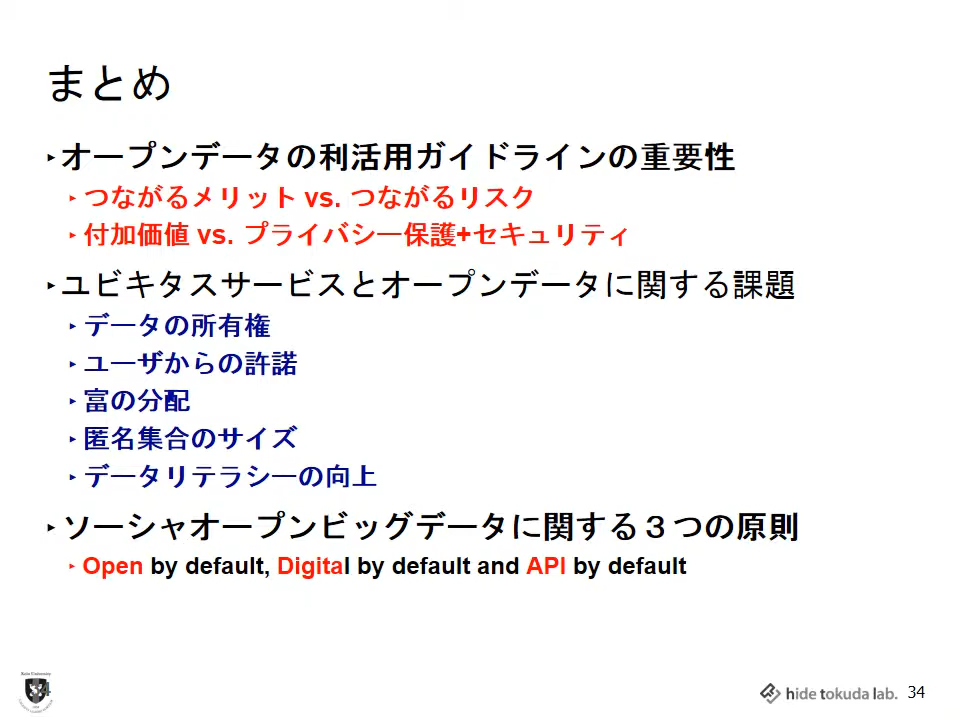 まとめ
‣オープンデータの利活用ガイドラインの重要性
‣つながるメリット vs. つながるリスク
‣付加価値 vs. プライバシー保護+セキュリティ
‣ユビキタスサービスとオープンデータに関する課題
‣データの所有権
‣ユーザからの許諾
‣富の分配
‣匿名集合のサイズ
‣データリテラシーの向上
‣ソーシャオープンビッグデータに関する３つの原則
‣Open by default, Digital by default and API by default
34
hide tokuda lab. 34